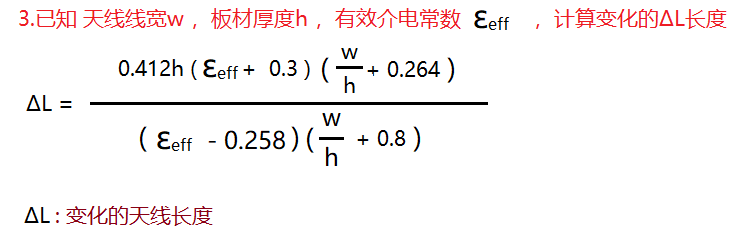 3.已知 天线线宽w ，板材厚度h ，有效介电常数 εeff ，计算变化的ΔL长度
ΔL = 0.412h ( εeff + 0.3 ) ( w/h + 0.264 ) / ( εeff - 0.258 ) ( w/h + 0.8 )
ΔL : 变化的天线长度